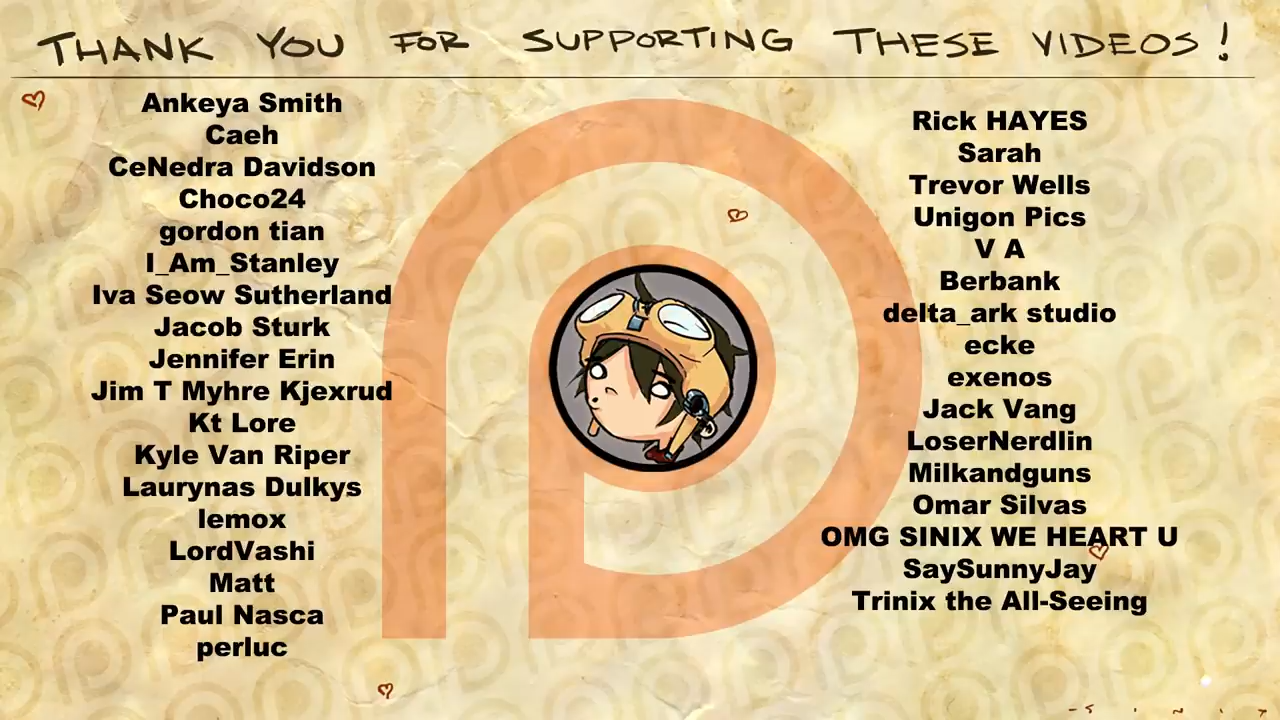 THANK YOU FOR SUPPORTING THESE VIDEOS!
Ankeya Smith
Caeh
CeNedra Davidson
Choco24
gordon tian
I_Am_Stanley
Iva Seow Sutherland
Jacob Sturk
Jennifer Erin
Jim T Myhre Kjexrud
Kt Lore
Kyle Van Riper
Laurynas Dulkys
lemox
LordVashi
Matt
Paul Nasca
perluc
Rick HAYES
Sarah
Trevor Wells
Unigon Pics
V A
Berbank
delta_ark studio
ecke
exenos
Jack Vang
LoserNerdlin
Milkandguns
Omar Silvas
OMG SINIX WE HEART U
SaySunnyJay
Trinix the All-Seeing